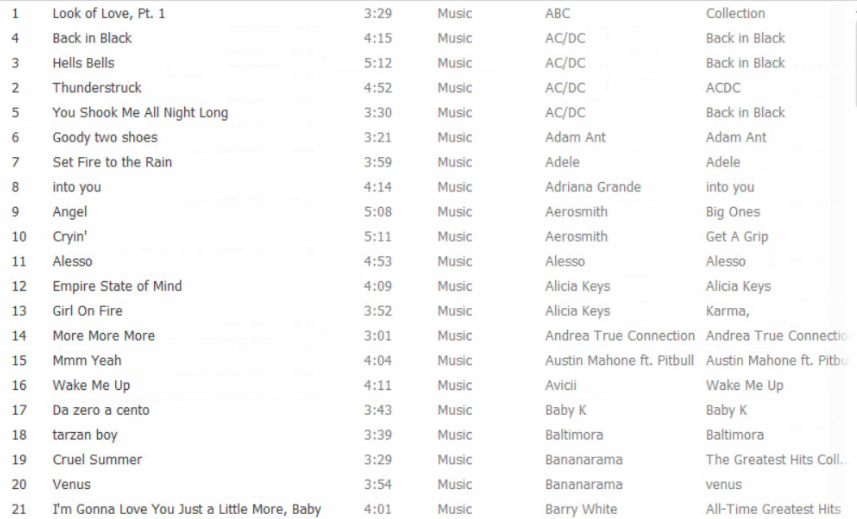 1 Look of Love, Pt. 1 3:29 Music ABC Collection
4 Back in Black 4:15 Music AC/DC Back in Black
3 Hells Bells 5:12 Music AC/DC Back in Black
2 Thunderstruck 4:52 Music AC/DC ACDC
5 You Shook Me All Night Long 3:30 Music AC/DC Back in Black
6 Goody two shoes 3:21 Music Adam Ant Adam Ant
7 Set Fire to the Rain 3:59 Music Adele Adele
8 into you 4:14 Music Adriana Grande into you
9 Angel 5:08 Music Aerosmith Big Ones
10 Cryin' 5:11 Music Aerosmith Get A Grip
11 Alesso 4:53 Music Alesso Alesso
12 Empire State of Mind 4:09 Music Alicia Keys Alicia Keys
13 Girl On Fire 3:52 Music Alicia Keys Karma,
14 More More More 3:01 Music Andrea True Connection Andrea True Connectio
15 Mmm Yeah 4:04 Music Austin Mahone ft. Pitbull Austin Mahone ft. Pitbu
16 Wake Me Up 4:11 Music Avicii Wake Me Up
17 Da zero a cento 3:43 Music Baby K Baby K
18 tarzan boy 3:39 Music Baltimora Baltimora
19 Cruel Summer 3:29 Music Bananarama The Greatest Hits Coll...
20 Venus 3:54 Music Bananarama venus
21 I'm Gonna Love You Just a Little More, Baby 4:01 Music Barry White All-Time Greatest Hits